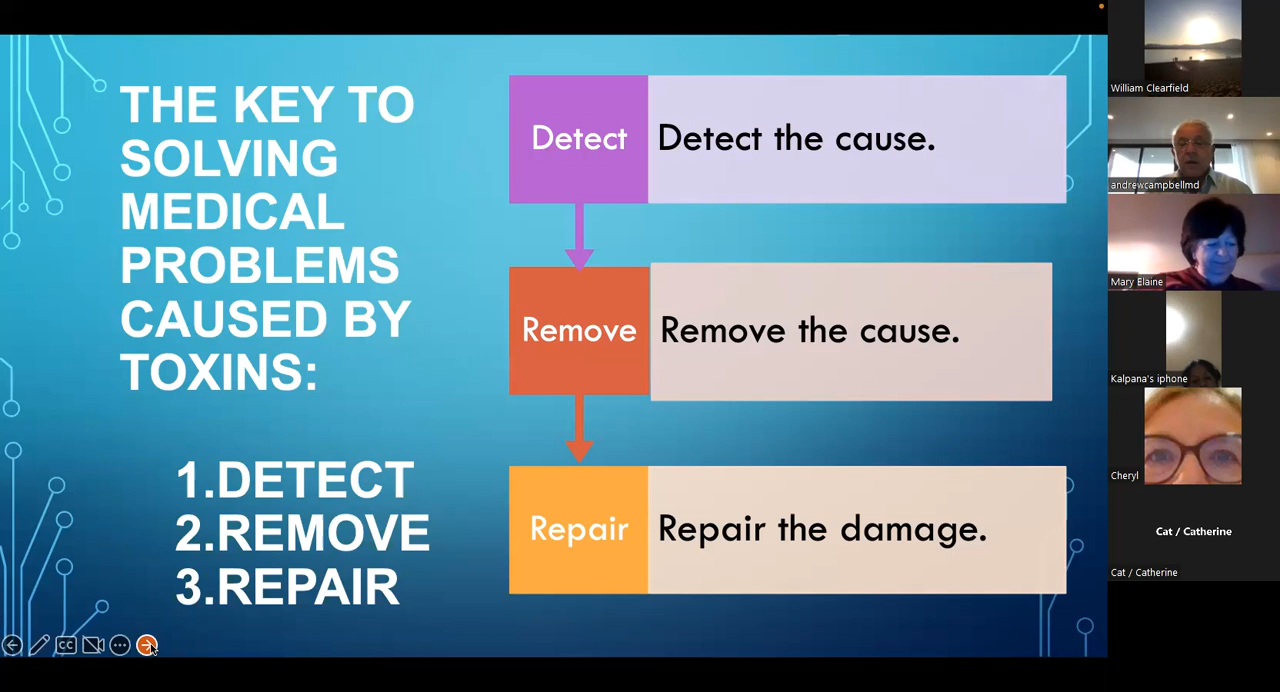 THE KEY TO
SOLVING
MEDICAL
PROBLEMS
CAUSED BY
TOXINS:
1.DETECT
2.REMOVE
3.REPAIR
Detect
Detect the cause.
Remove
Remove the cause.
Repair
Repair the damage.
CC
William Clearfield
andrewcampbellmd
Mary Elaine
Kalpana's iphone
Cheryl
Cat / Catherine
Cat / Catherine